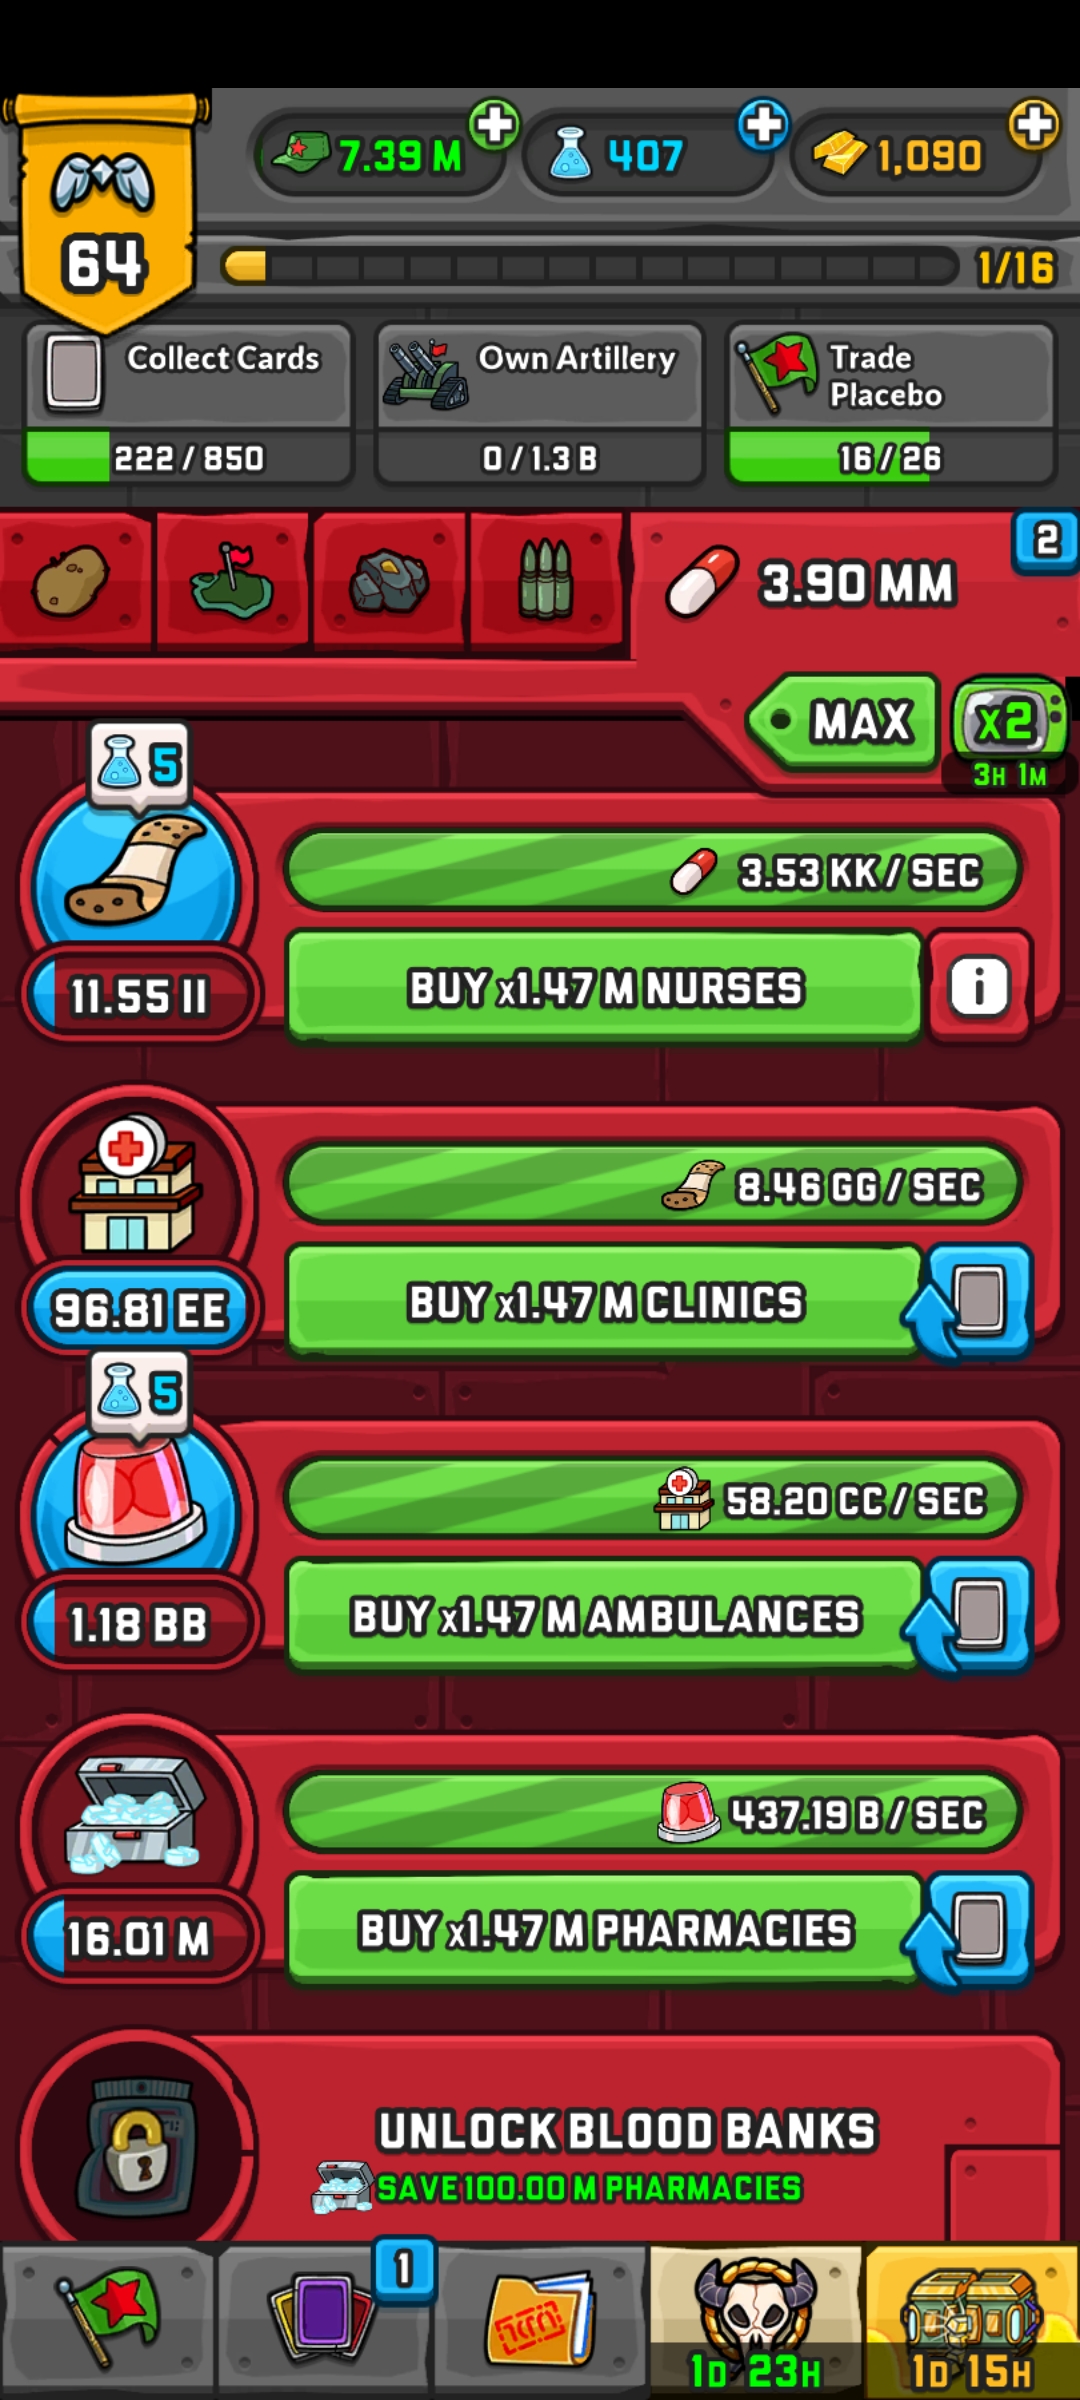 7.39 M
407
1,090
64
1/16
Collect Cards
222 / 850
Own Artillery
0 / 1.3 B
Trade
Placebo
16 / 26
3.90 MM
2
MAX
x2
3H 1M
5
3.53 KK / SEC
11.55 II
BUY x1.47 M NURSES
i
8.46 GG / SEC
96.81 EE
BUY x1.47 M CLINICS
5
58.20 CC / SEC
1.18 BB
BUY x1.47 M AMBULANCES
437.19 B / SEC
16.01 M
BUY x1.47 M PHARMACIES
UNLOCK BLOOD BANKS
SAVE 100.00 M PHARMACIES
1
1D 23H
1D 15H